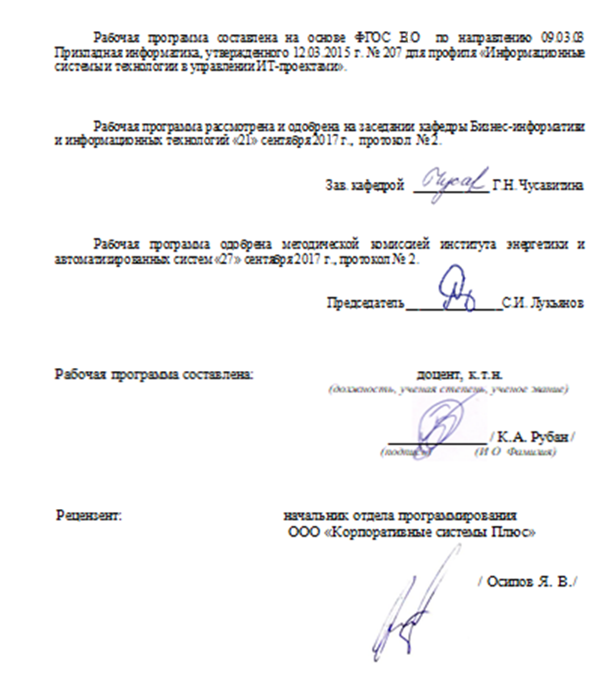 Рабочая программа составлена на основе ФГОС ВО по направлению 09.03.03
Прикладная информатика, утвержденного 12.03.2015 г. № 207 для профиля «Информационные
системы и технологии в управлении ИТ-проектами».
Рабочая программа рассмотрена и одобрена на заседании кафедры Бизнес-информатики
и информационных технологий «21» сентября 2017 г., протокол № 2.
Зав. кафедрой Г.Н. Чусавитина
Рабочая программа одобрена методической комиссией института энергетики и
автоматизированных систем «27» сентября 2017 г., протокол № 2.
Председатель С.И. Лукьянов
Рабочая программа составлена: доцент, к.т.н.
(должность, ученая степень, ученое звание)
/ К.А. Рубан /
(подпись) (И О Фамилия)
Рецензент: начальник отдела программирования
ООО «Корпоративные системы Плюс»
/ Осипов Я. В./